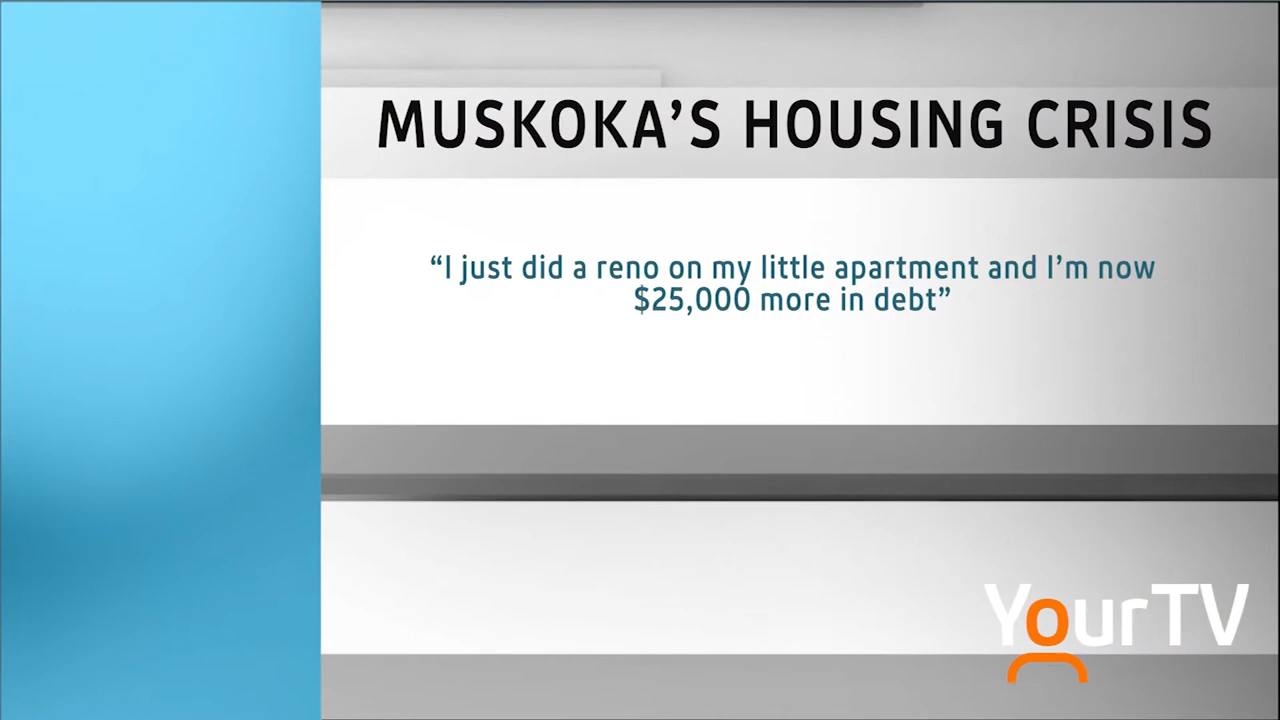 MUSKOKA’S HOUSING CRISIS
“I just did a reno on my little apartment and I’m now
$25,000 more in debt”
YourTV